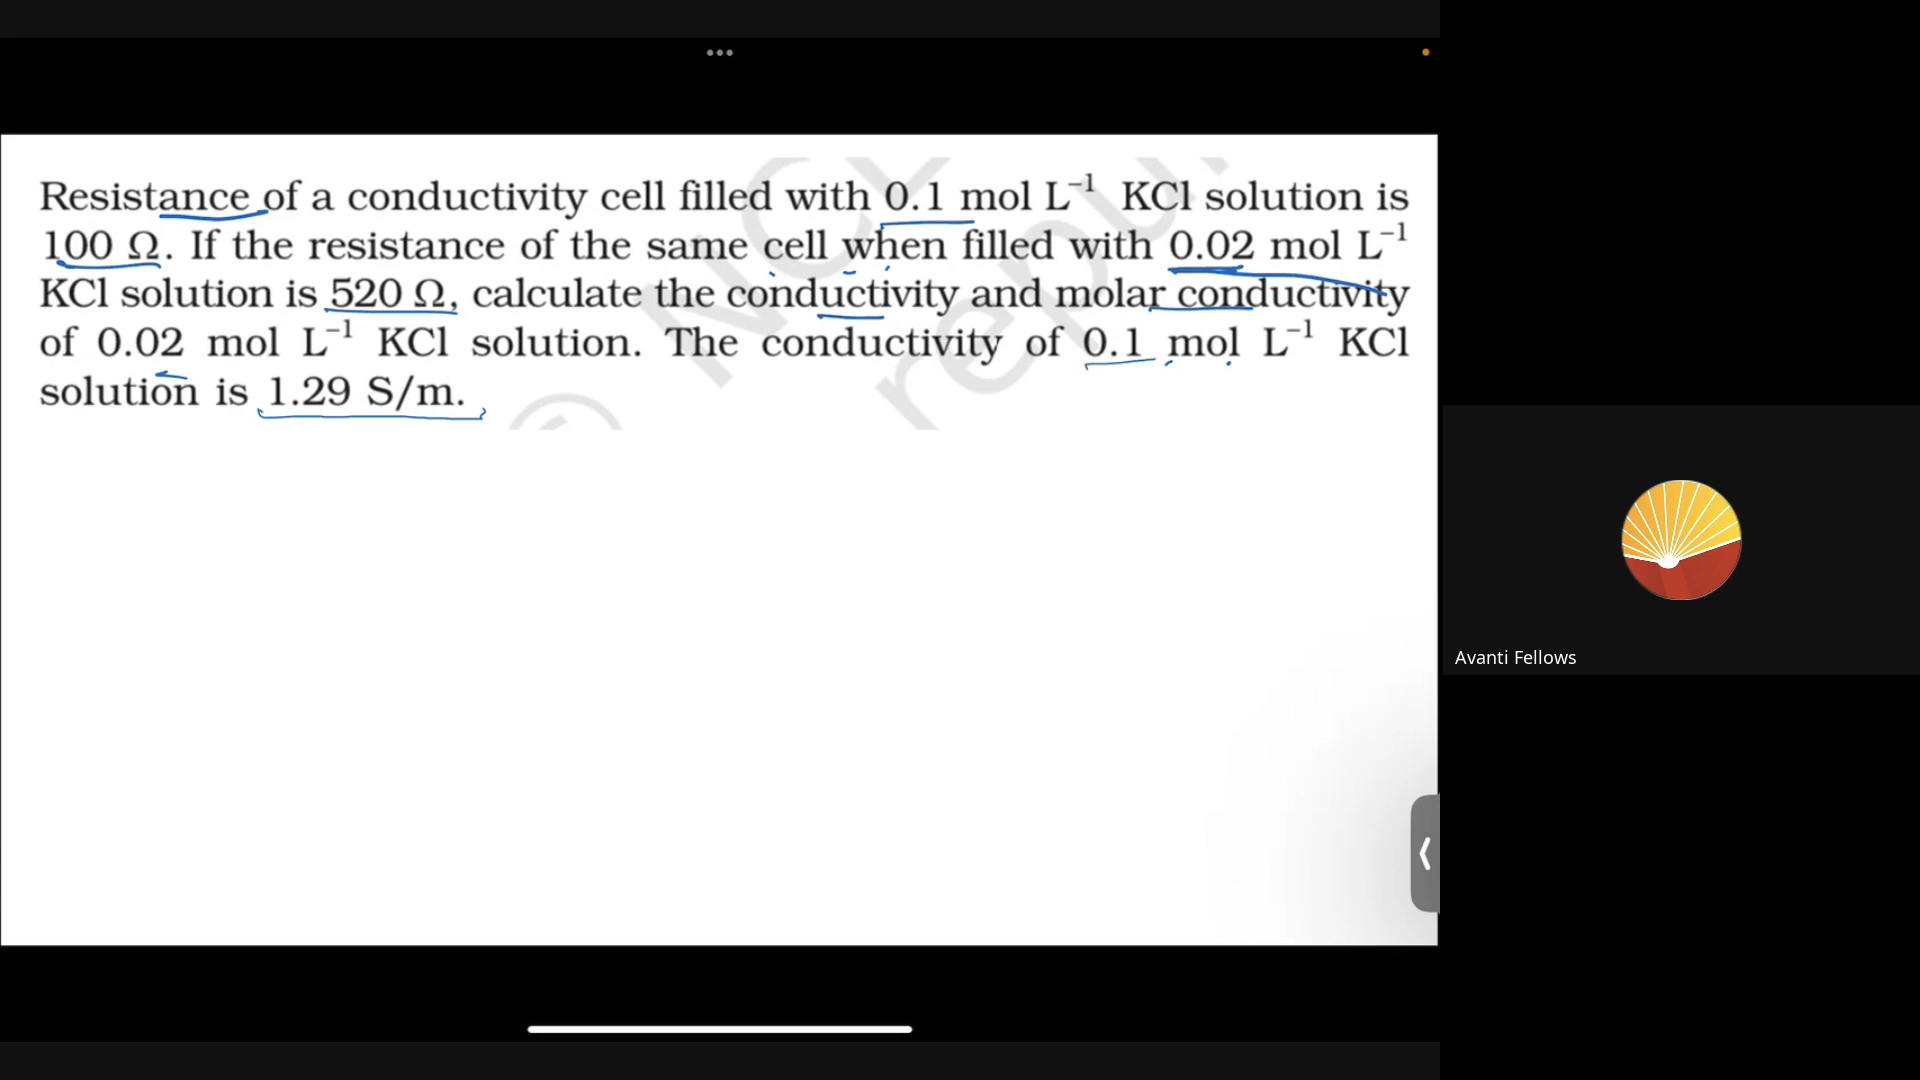 Resistance of a conductivity cell filled with 0.1 mol L⁻¹ KCl solution is
100 Ω. If the resistance of the same cell when filled with 0.02 mol L⁻¹
KCl solution is 520 Ω, calculate the conductivity and molar conductivity
of 0.02 mol L⁻¹ KCl solution. The conductivity of 0.1 mol L⁻¹ KCl
solution is 1.29 S/m.
Avanti Fellows